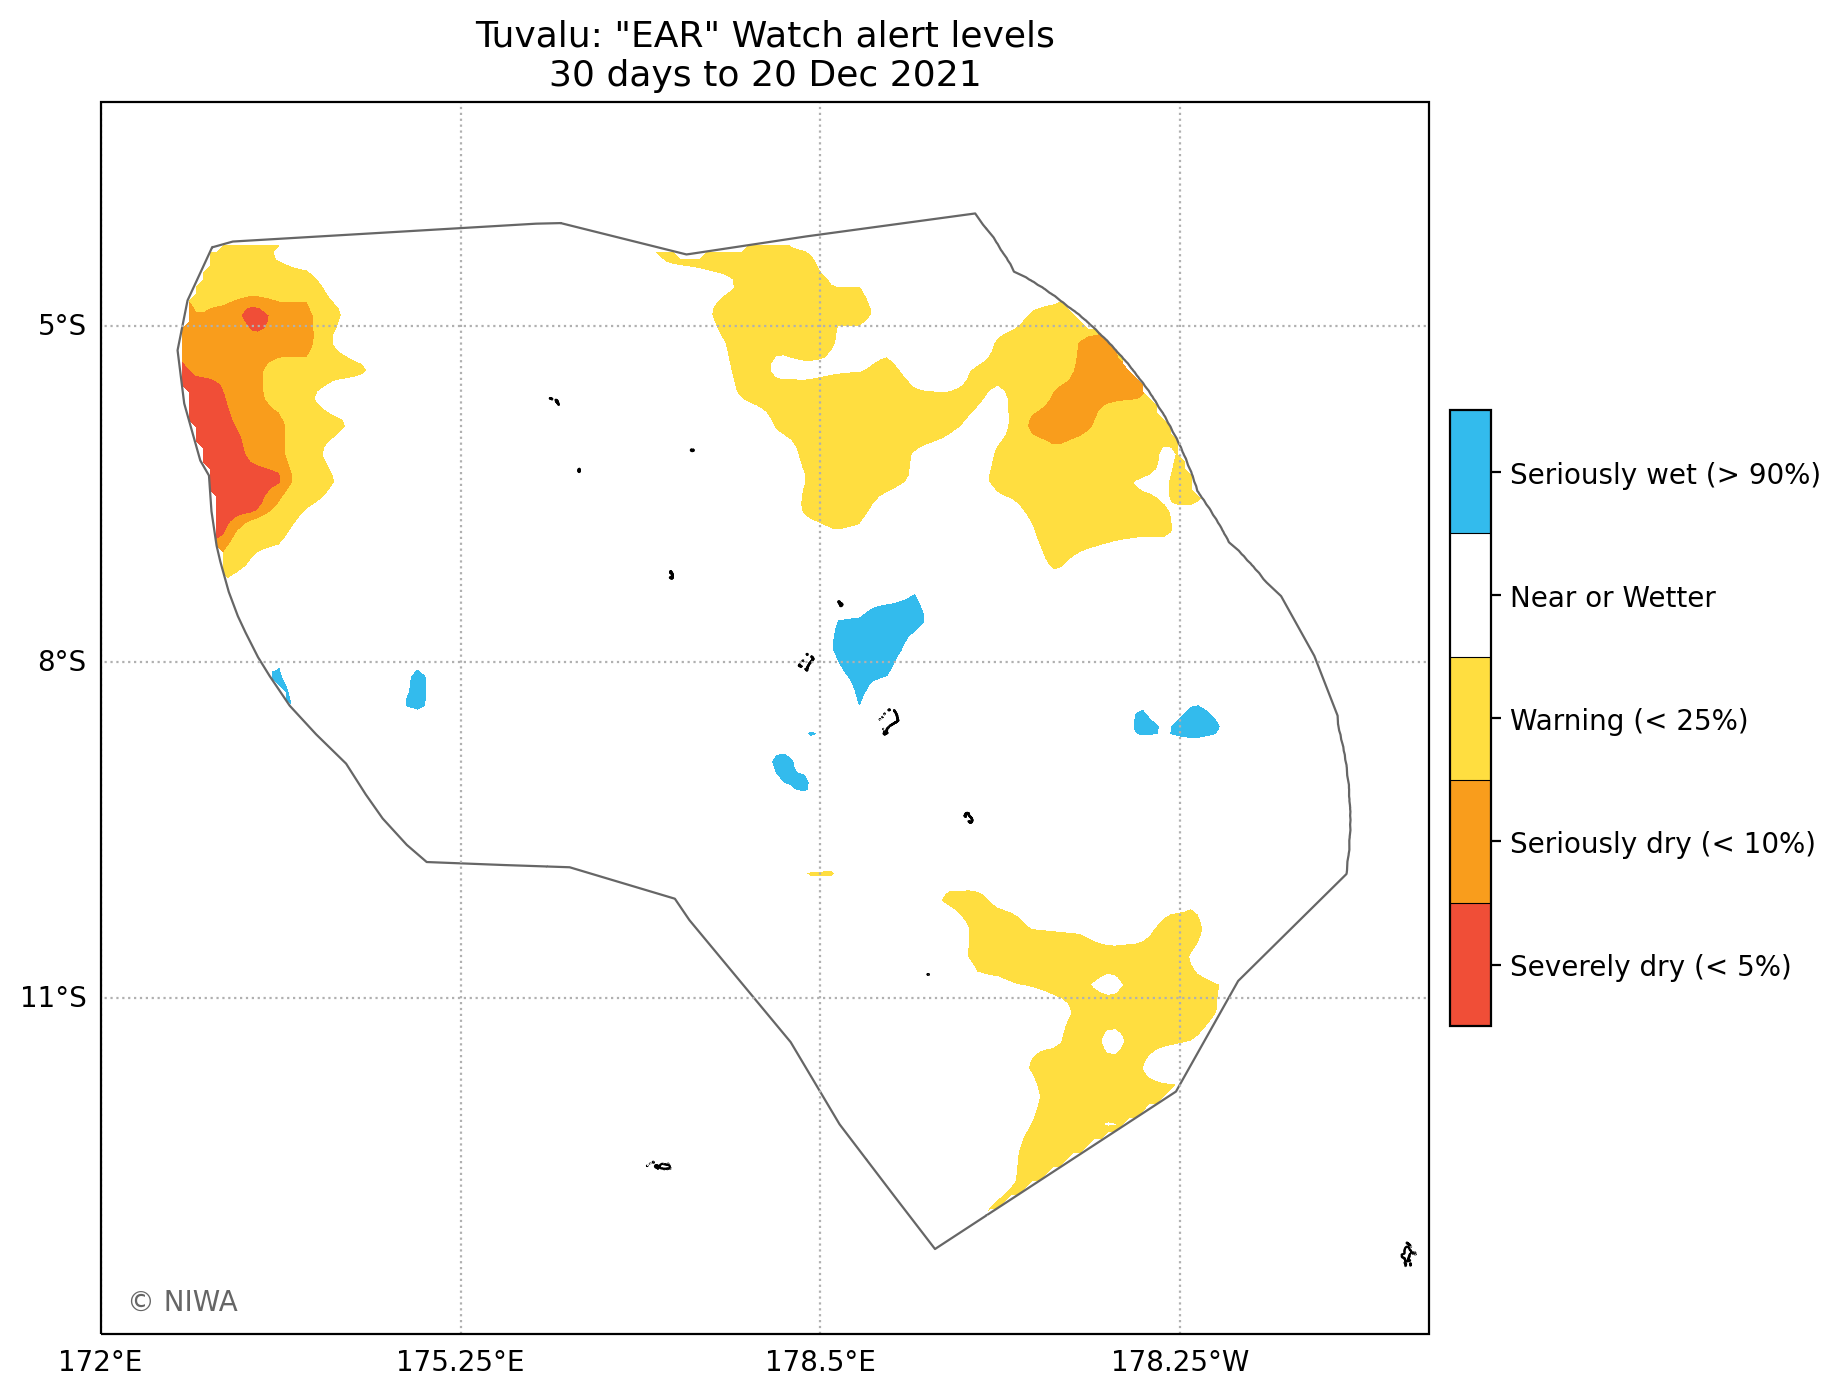 Tuvalu: "EAR" Watch alert levels
30 days to 20 Dec 2021
5°S
8°S
11°S
172°E
175.25°E
178.5°E
178.25°W
Seriously wet (> 90%)
Near or Wetter
Warning (< 25%)
Seriously dry (< 10%)
Severely dry (< 5%)
© NIWA